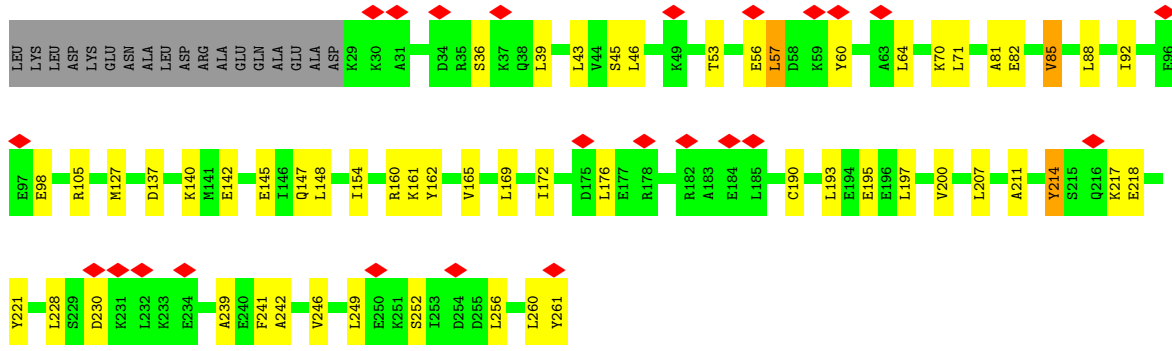 LEU LYS LEU ASP LYS GLU ASN ALA LEU ASP ARG ALA GLU GLN ALA GLU ALA ASP K29 K30 A31 D34 R35 S36 K37 Q38 L39 L43 V44 S45 L46 K49 T53 E56 L57 D58 K59 Y60 A63 L64 K70 L71 A81 E82 V85 L88 I92 E96
E97 E98 R105 M127 D137 K140 M141 E142 E145 I146 Q147 L148 I154 R160 K161 Y162 V165 L169 I172 D175 L176 E177 R178 R182 A183 E184 L185 C190 L193 E194 E195 E196 L197 V200 L207 A211 Y214 S215 Q216 K217 E218
Y221 L228 S229 D230 K231 L232 K233 E234 A239 E240 F241 A242 V246 L249 E250 K251 S252 I253 D254 D255 L256 L260 Y261